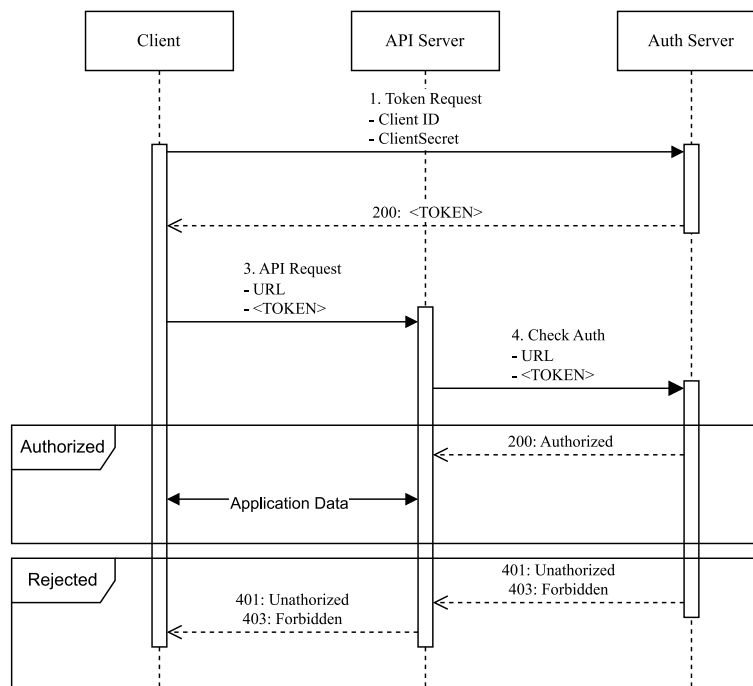 Client
API Server
Auth Server
1. Token Request
- Client ID
- ClientSecret
200: <TOKEN>
3. API Request
- URL
- <TOKEN>
4. Check Auth
- URL
- <TOKEN>
Authorized
200: Authorized
Application Data
Rejected
401: Unathorized
403: Forbidden
401: Unathorized
403: Forbidden